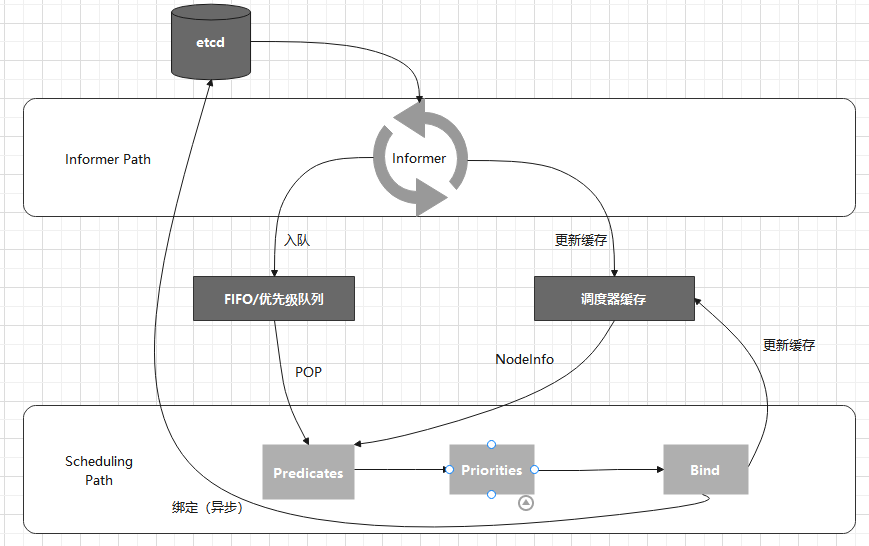 etcd
Informer Path
Informer
入队
更新缓存
FIFO/优先级队列
调度器缓存
更新缓存
NodeInfo
POP
Scheduling
Path
Predicates
Priorities
Bind
绑定（异步）